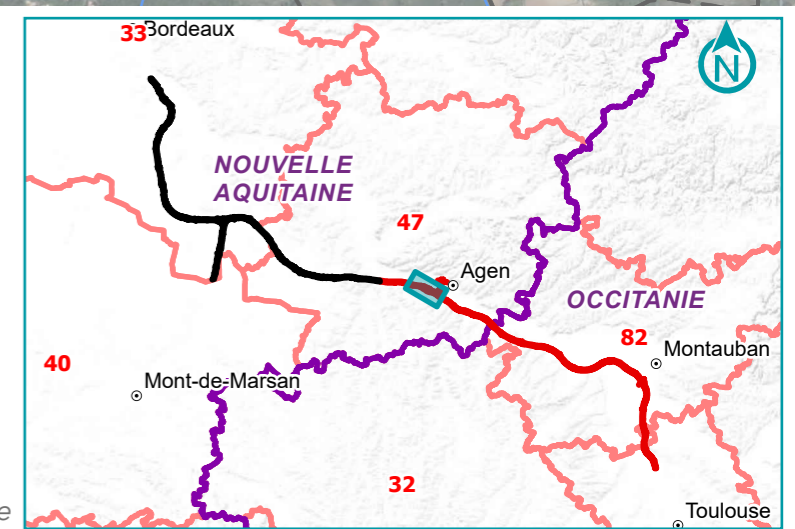 33 Bordeaux
N
NOUVELLE
AQUITAINE
47
Agen
OCCITANIE
82
Montauban
40
Mont-de-Marsan
32
Toulouse
e